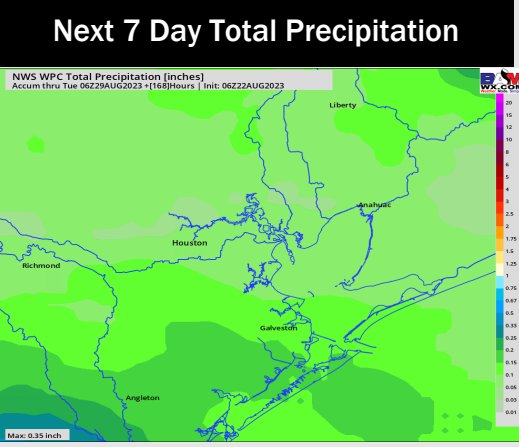 Next 7 Day Total Precipitation
NWS WPC Total Precipitation [inches]
Accum thru Tue 06Z29AUG2023 +[168]Hours | Init: 06Z22AUG2023
WX.COM
Liberty
Anahuac
Houston
Richmond
Galveston
Angleton
Max: 0.35 inch
20
15
12
10
8
6
5
4
3
2.5
2
1.75
1.5
1.25
1
0.75
0.67
0.5
0.33
0.25
0.2
0.15
0.1
0.05
0.03
0.01